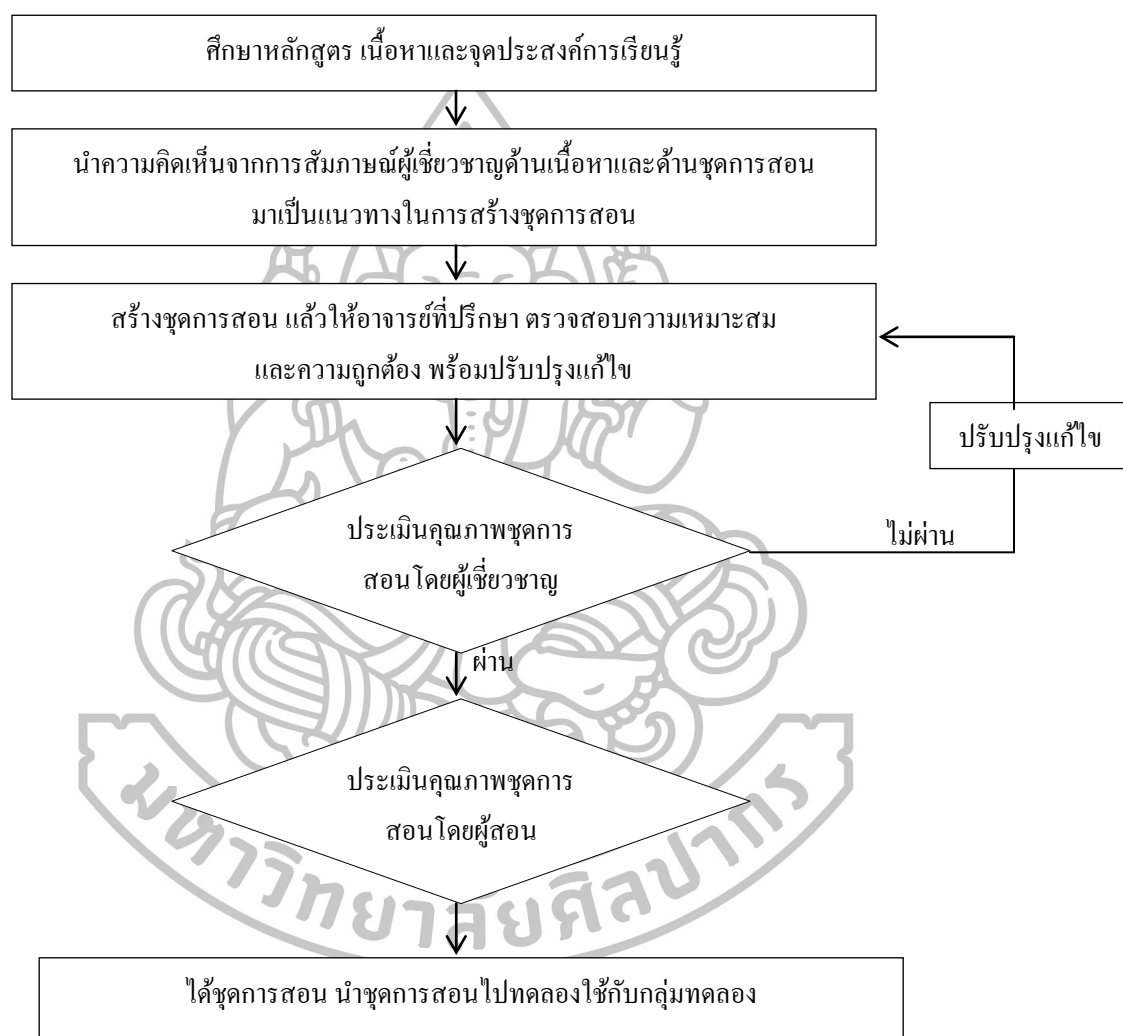 ศึกษาหลักสูตร เนื้อหาและจุดประสงค์การเรียนรู้
นำความคิดเห็นจากการสัมภาษณ์ผู้เชี่ยวชาญด้านเนื้อหาและด้านชุดการสอน
มาเป็นแนวทางในการสร้างชุดการสอน
สร้างชุดการสอน แล้วให้อาจารย์ที่ปรึกษา ตรวจสอบความเหมาะสม
และความถูกต้อง พร้อมปรับปรุงแก้ไข
ปรับปรุงแก้ไข
ประเมินคุณภาพชุดการ
สอนโดยผู้เชี่ยวชาญ
ไม่ผ่าน
ผ่าน
ประเมินคุณภาพชุดการ
สอนโดยผู้สอน
มหาวิทยาลัยศิลปากร
ได้ชุดการสอน นำชุดการสอนไปทดลองใช้กับกลุ่มทดลอง